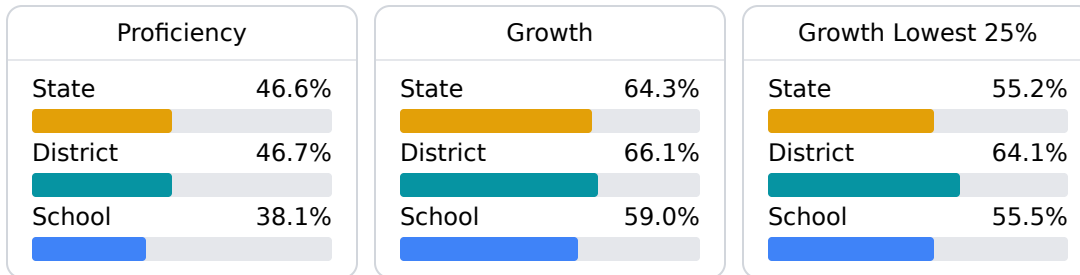 Proficiency
State 46.6%
District 46.7%
School 38.1%
Growth
State 64.3%
District 66.1%
School 59.0%
Growth Lowest 25%
State 55.2%
District 64.1%
School 55.5%